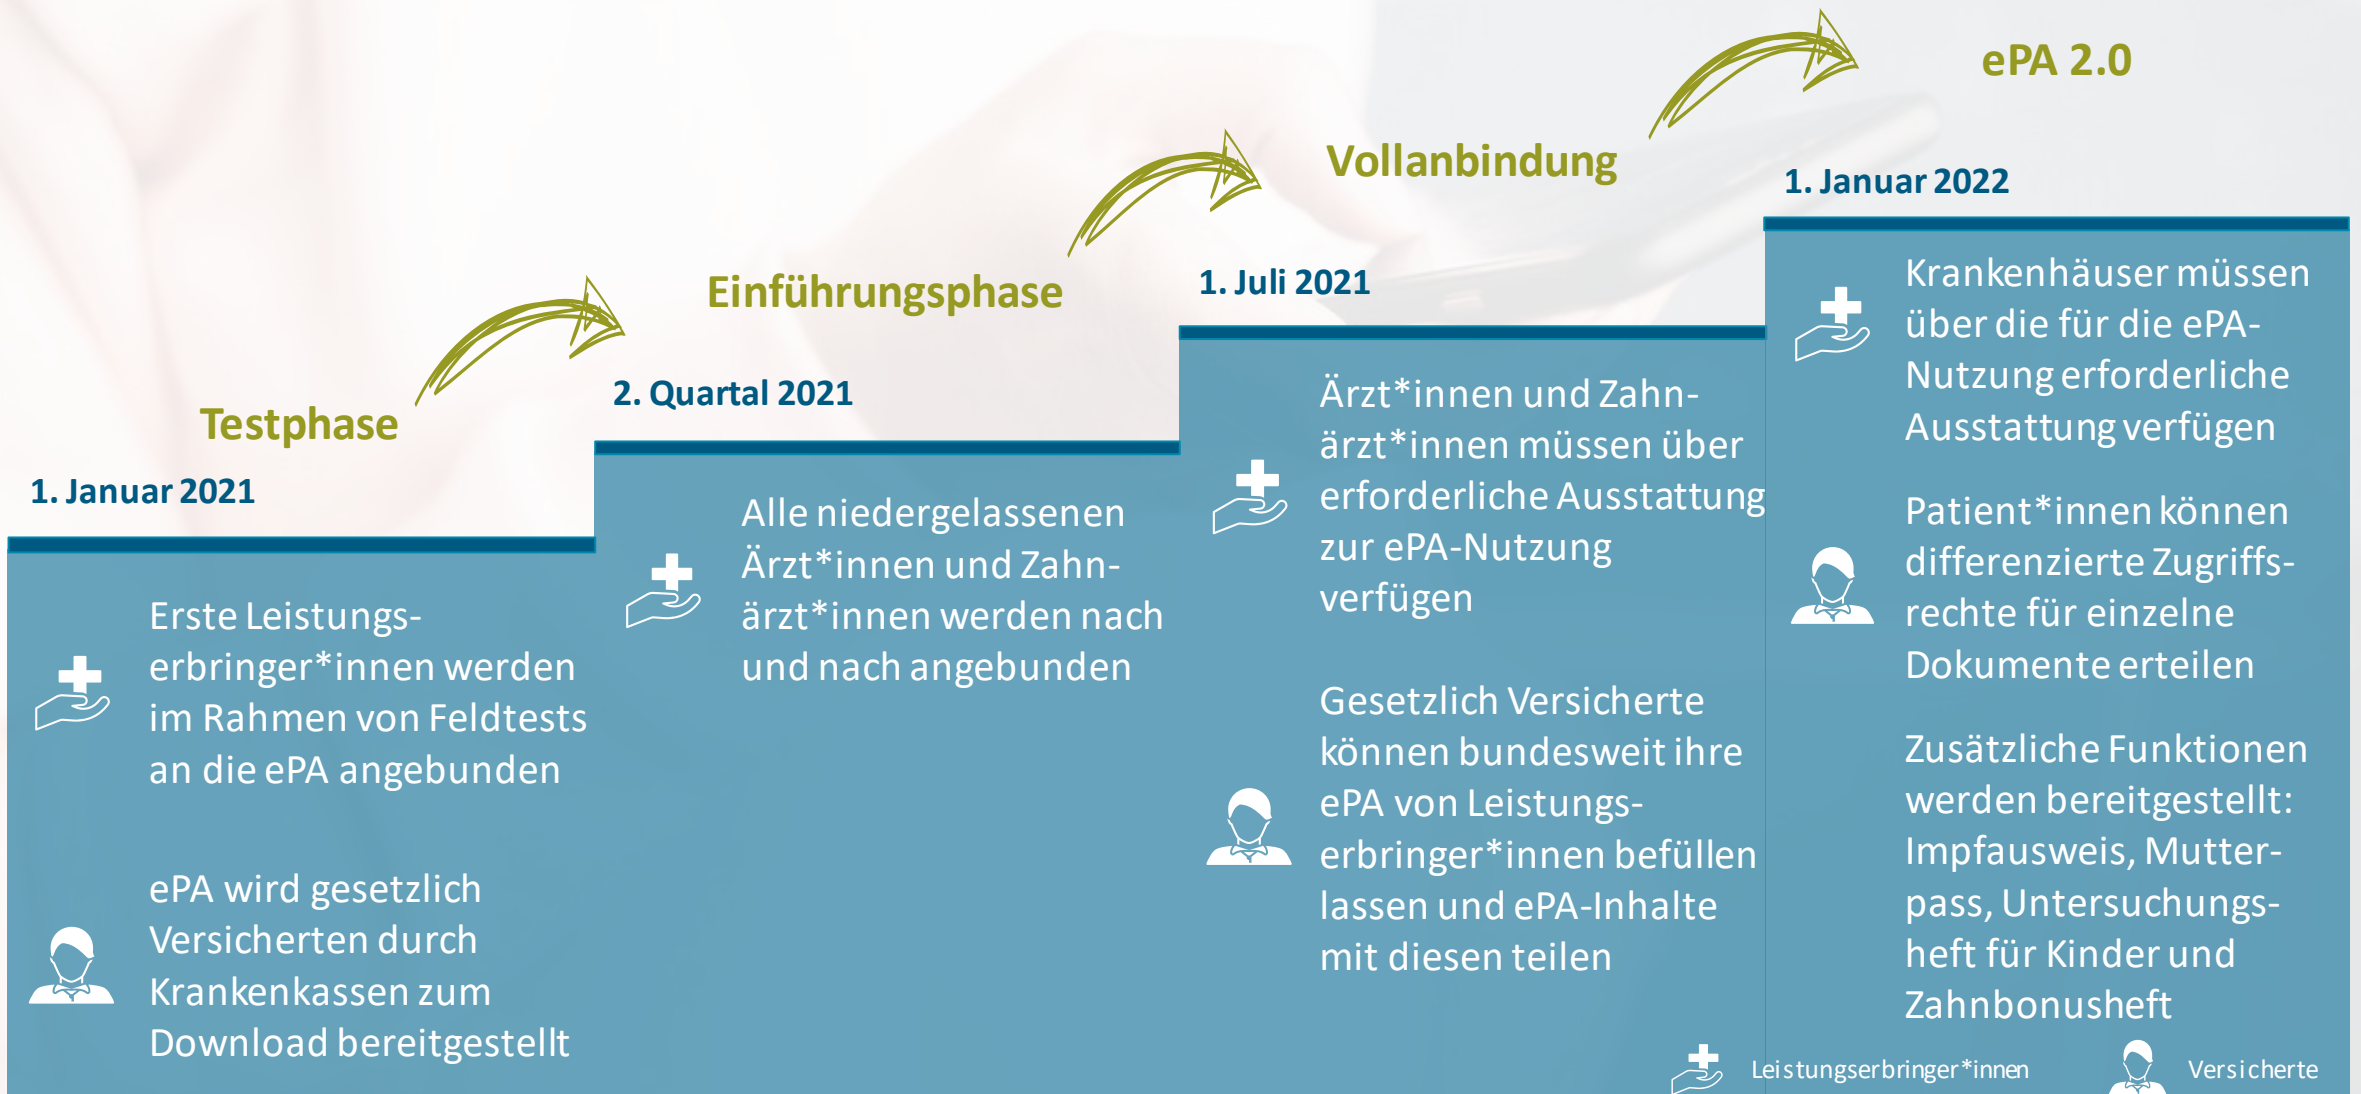 Testphase
1. Januar 2021
Erste Leistungs-
erbringer*innen werden
im Rahmen von Feldtests
an die ePA angebunden
ePA wird gesetzlich
Versicherten durch
Krankenkassen zum
Download bereitgestellt
Einführungsphase
2. Quartal 2021
Alle niedergelassenen
Ärzt*innen und Zahn-
ärzt*innen werden nach
und nach angebunden
Vollanbindung
1. Juli 2021
Ärzt*innen und Zahn-
ärzt*innen müssen über
erforderliche Ausstattung
zur ePA-Nutzung
verfügen
Gesetzlich Versicherte
können bundesweit ihre
ePA von Leistungs-
erbringer*innen befüllen
lassen und ePA-Inhalte
mit diesen teilen
ePA 2.0
1. Januar 2022
Krankenhäuser müssen
über die für die ePA-
Nutzung erforderliche
Ausstattung verfügen
Patient*innen können
differenzierte Zugriffs-
rechte für einzelne
Dokumente erteilen
Zusätzliche Funktionen
werden bereitgestellt:
Impfausweis, Mutter-
pass, Untersuchungs-
heft für Kinder und
Zahnbonusheft
Leistungserbringer*innen
Versicherte